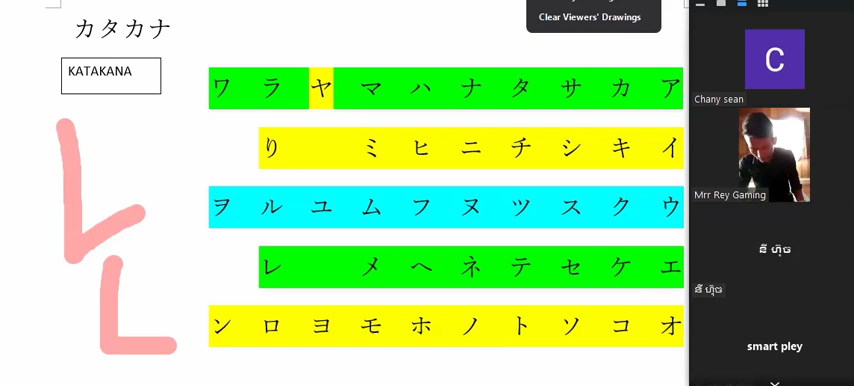 カタカナ
KATAKANA
Clear Viewers' Drawings
ワ ラ ヤ マ ハ ナ タ サ カ ア
り ミ ヒ ニ チ シ キ イ
ヲ ル ユ ム フ ヌ ツ ス ク ウ
レ メ ヘ ネ テ セ ケ エ
ン ロ ヨ モ ホ ノ ト ソ コ オ
C
Chany sean
Mrr Rey Gaming
នី ហ៊ុច
នី ហ៊ុច
smart pley